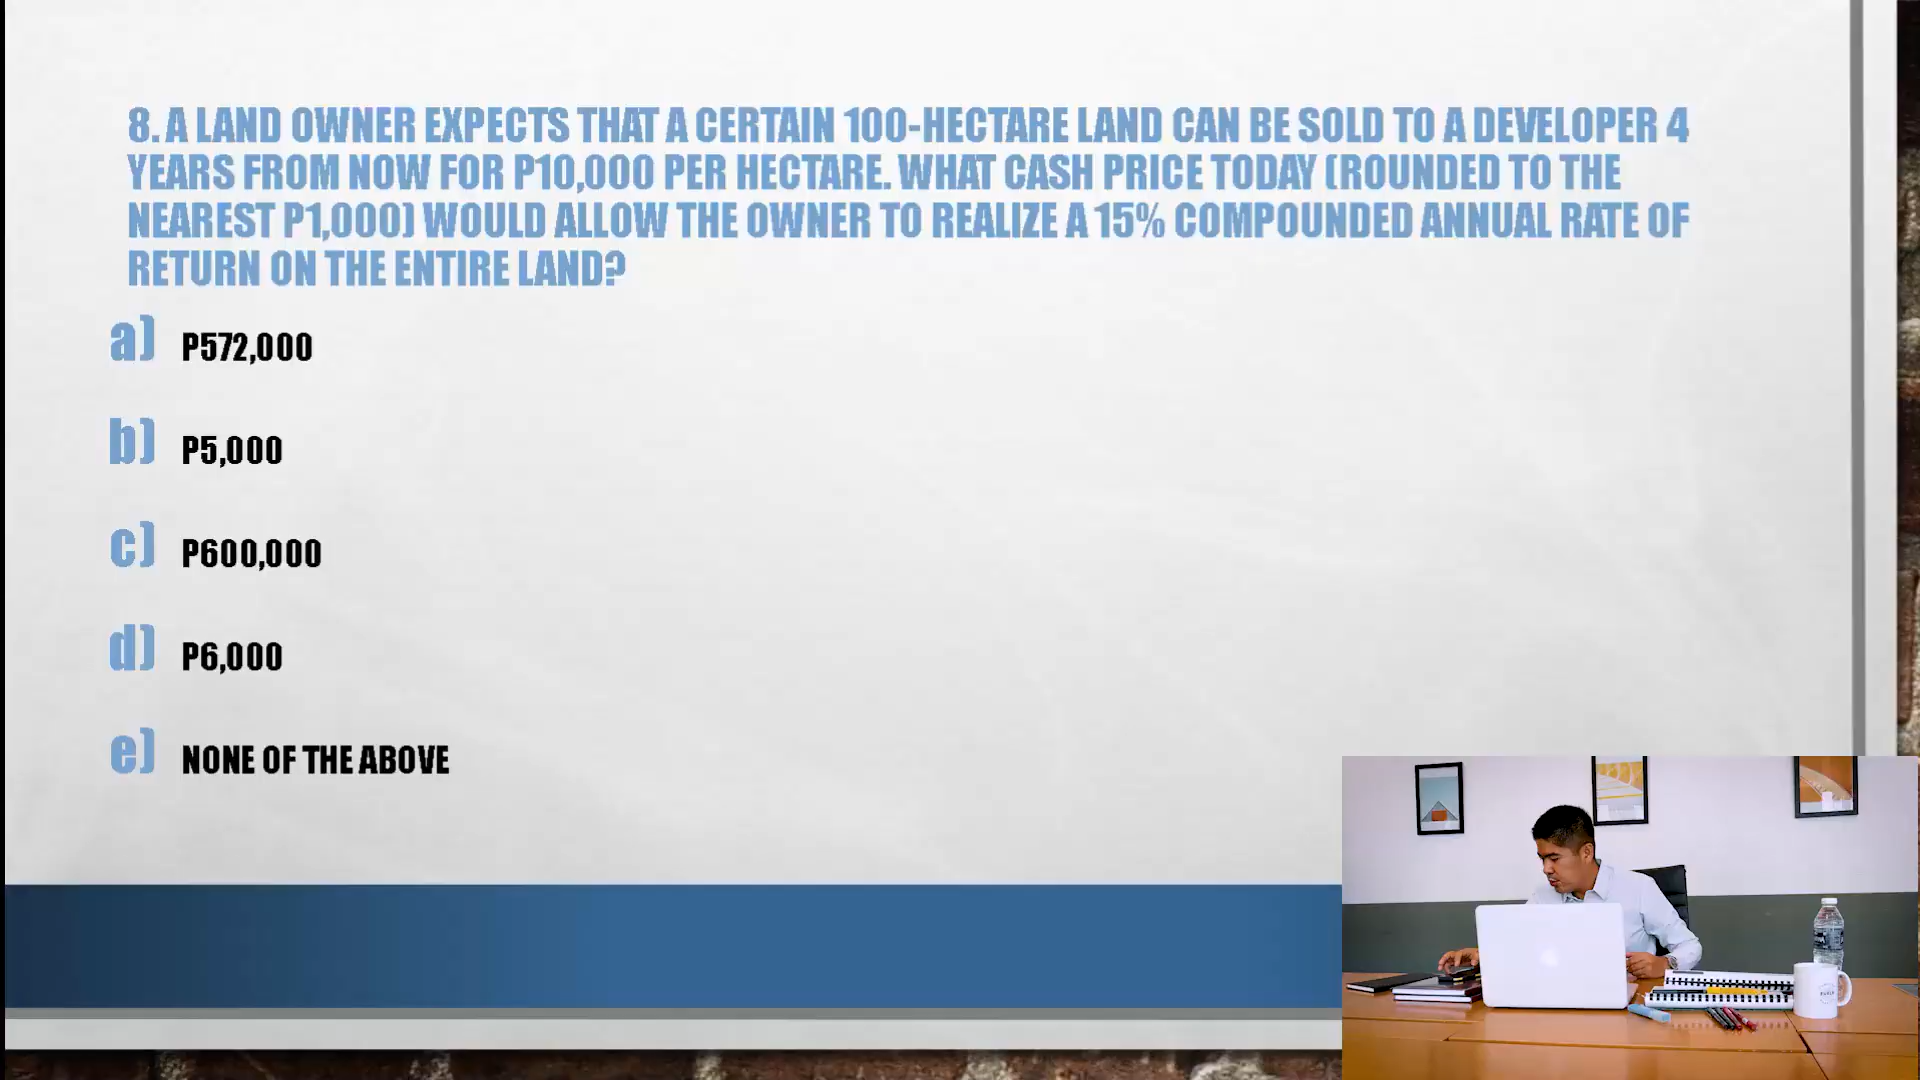 8. A LAND OWNER EXPECTS THAT A CERTAIN 100-HECTARE LAND CAN BE SOLD TO A DEVELOPER 4
YEARS FROM NOW FOR P10,000 PER HECTARE. WHAT CASH PRICE TODAY (ROUNDED TO THE
NEAREST P1,000) WOULD ALLOW THE OWNER TO REALIZE A 15% COMPOUNDED ANNUAL RATE OF
RETURN ON THE ENTIRE LAND?
a) P572,000
b) P5,000
c) P600,000
d) P6,000
e) NONE OF THE ABOVE